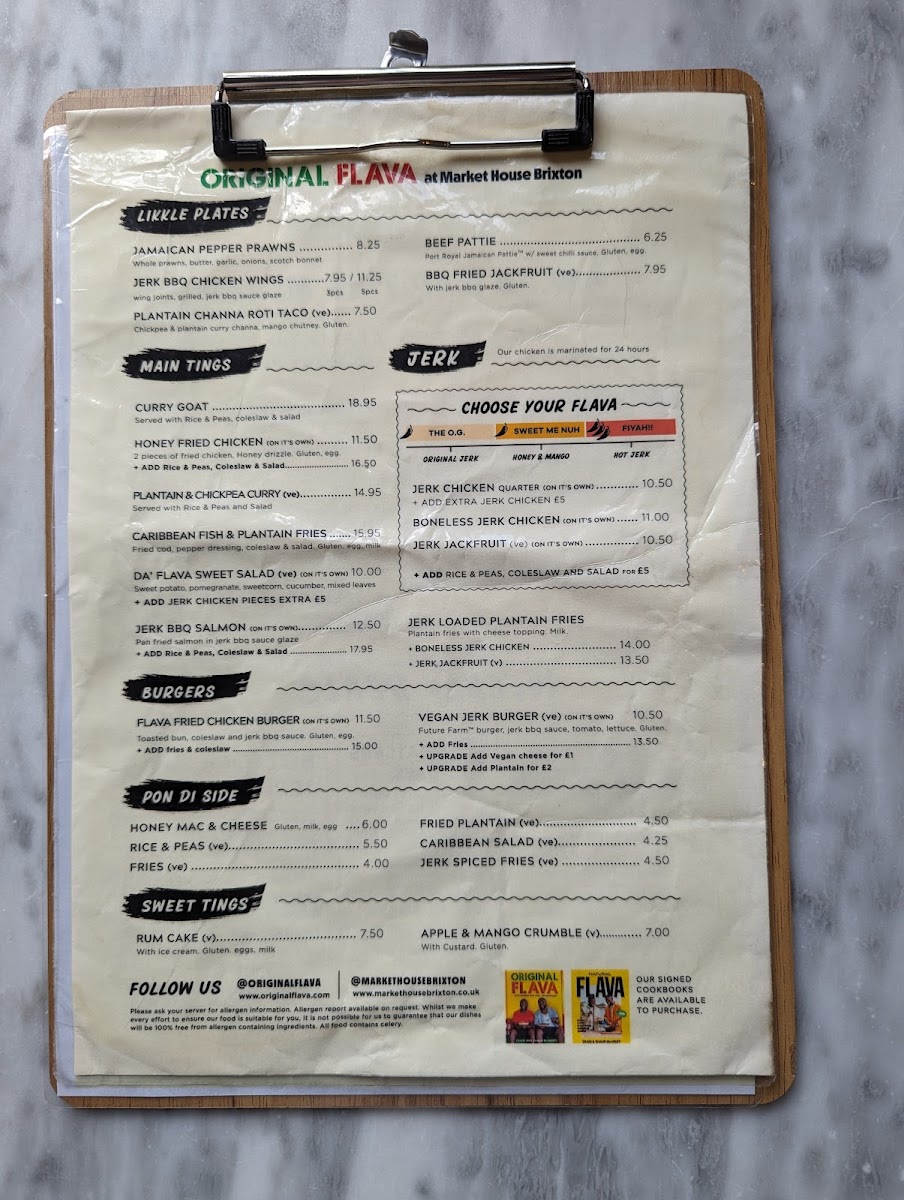 ORIGINAL FLAVA at Market House Brixton
LIKKLE PLATES
JAMAICAN PEPPER PRAWNS ............... 8.25
Whole prawns, butter, garlic, onions, scotch bonnet
JERK BBQ CHICKEN WINGS ...........7.95 / 11.25
wing joints, grilled, jerk bbq sauce glaze 3pcs 5pcs
PLANTAIN CHANNA ROTI TACO (ve)...... 7.50
Chickpea & plantain curry channa, mango chutney. Gluten.
BEEF PATTIE ........................................ 6.25
Port Royal Jamaican Pattie™ w/ sweet chilli sauce. Gluten, egg.
BBQ FRIED JACKFRUIT (ve).................. 7.95
With jerk bbq glaze. Gluten.
MAIN TINGS
CURRY GOAT ...................................... 18.95
Served with Rice & Peas, coleslaw & salad
HONEY FRIED CHICKEN (ON IT'S OWN) ......... 11.50
2 pieces of fried chicken, Honey drizzle. Gluten, egg.
+ ADD Rice & Peas, Coleslaw & Salad...................... 16.50
PLANTAIN & CHICKPEA CURRY (ve)............... 14.95
Served with Rice & Peas and Salad
CARIBBEAN FISH & PLANTAIN FRIES ....... 15.95
Fried cod, pepper dressing, coleslaw & salad. Gluten, egg, milk
DA' FLAVA SWEET SALAD (ve) (ON IT'S OWN) 10.00
Sweet potato, pomegranate, sweetcorn, cucumber, mixed leaves
+ ADD JERK CHICKEN PIECES EXTRA £5
JERK BBQ SALMON (ON IT'S OWN).............. 12.50
Pan fried salmon in jerk bbq sauce glaze
+ ADD Rice & Peas, Coleslaw & Salad ..................... 17.95
JERK
Our chicken is marinated for 24 hours
CHOOSE YOUR FLAVA
THE O.G. SWEET ME NUH FIYAH!!
ORIGINAL JERK HONEY & MANGO HOT JERK
JERK CHICKEN QUARTER (ON IT'S OWN) ............ 10.50
+ ADD EXTRA JERK CHICKEN £5
BONELESS JERK CHICKEN (ON IT'S OWN) ...... 11.00
JERK JACKFRUIT (ve) (ON IT'S OWN) ............... 10.50
+ ADD RICE & PEAS, COLESLAW AND SALAD FOR £5
JERK LOADED PLANTAIN FRIES
Plantain fries with cheese topping. Milk.
+ BONELESS JERK CHICKEN ........................ 14.00
+ JERK JACKFRUIT (v) ................................ 13.50
BURGERS
FLAVA FRIED CHICKEN BURGER (ON IT'S OWN) 11.50
Toasted bun, coleslaw and jerk bbq sauce. Gluten, egg.
+ ADD fries & coleslaw ................................ 15.00
VEGAN JERK BURGER (ve) (ON IT'S OWN) 10.50
Future Farm™ burger, jerk bbq sauce, tomato, lettuce. Gluten.
+ ADD Fries ................................................ 13.50
+ UPGRADE Add Vegan cheese for £1
+ UPGRADE Add Plantain for £2
PON DI SIDE
HONEY MAC & CHEESE Gluten, milk, egg ....6.00
RICE & PEAS (ve)................................... 5.50
FRIES (ve) ............................................ 4.00
FRIED PLANTAIN (ve)......................... 4.50
CARIBBEAN SALAD (ve) .................... 4.25
JERK SPICED FRIES (ve) .................... 4.50
SWEET TINGS
RUM CAKE (v)..................................... 7.50
With ice cream. Gluten, eggs, milk
APPLE & MANGO CRUMBLE (v)............ 7.00
With Custard. Gluten.
FOLLOW US
@ORIGINALFLAVA
www.originalflava.com
@MARKETHOUSEBRIXTON
www.markethousebrixton.co.uk
Please ask your server for allergen information. Allergen report available on request. Whilst we make
every effort to ensure our food is suitable for you, it is not possible for us to guarantee that our dishes
will be 100% free from allergen containing ingredients. All food contains celery.
ORIGINAL
FLAVA
NATURAL
FLAVA
OUR SIGNED
COOKBOOKS
ARE AVAILABLE
TO PURCHASE.